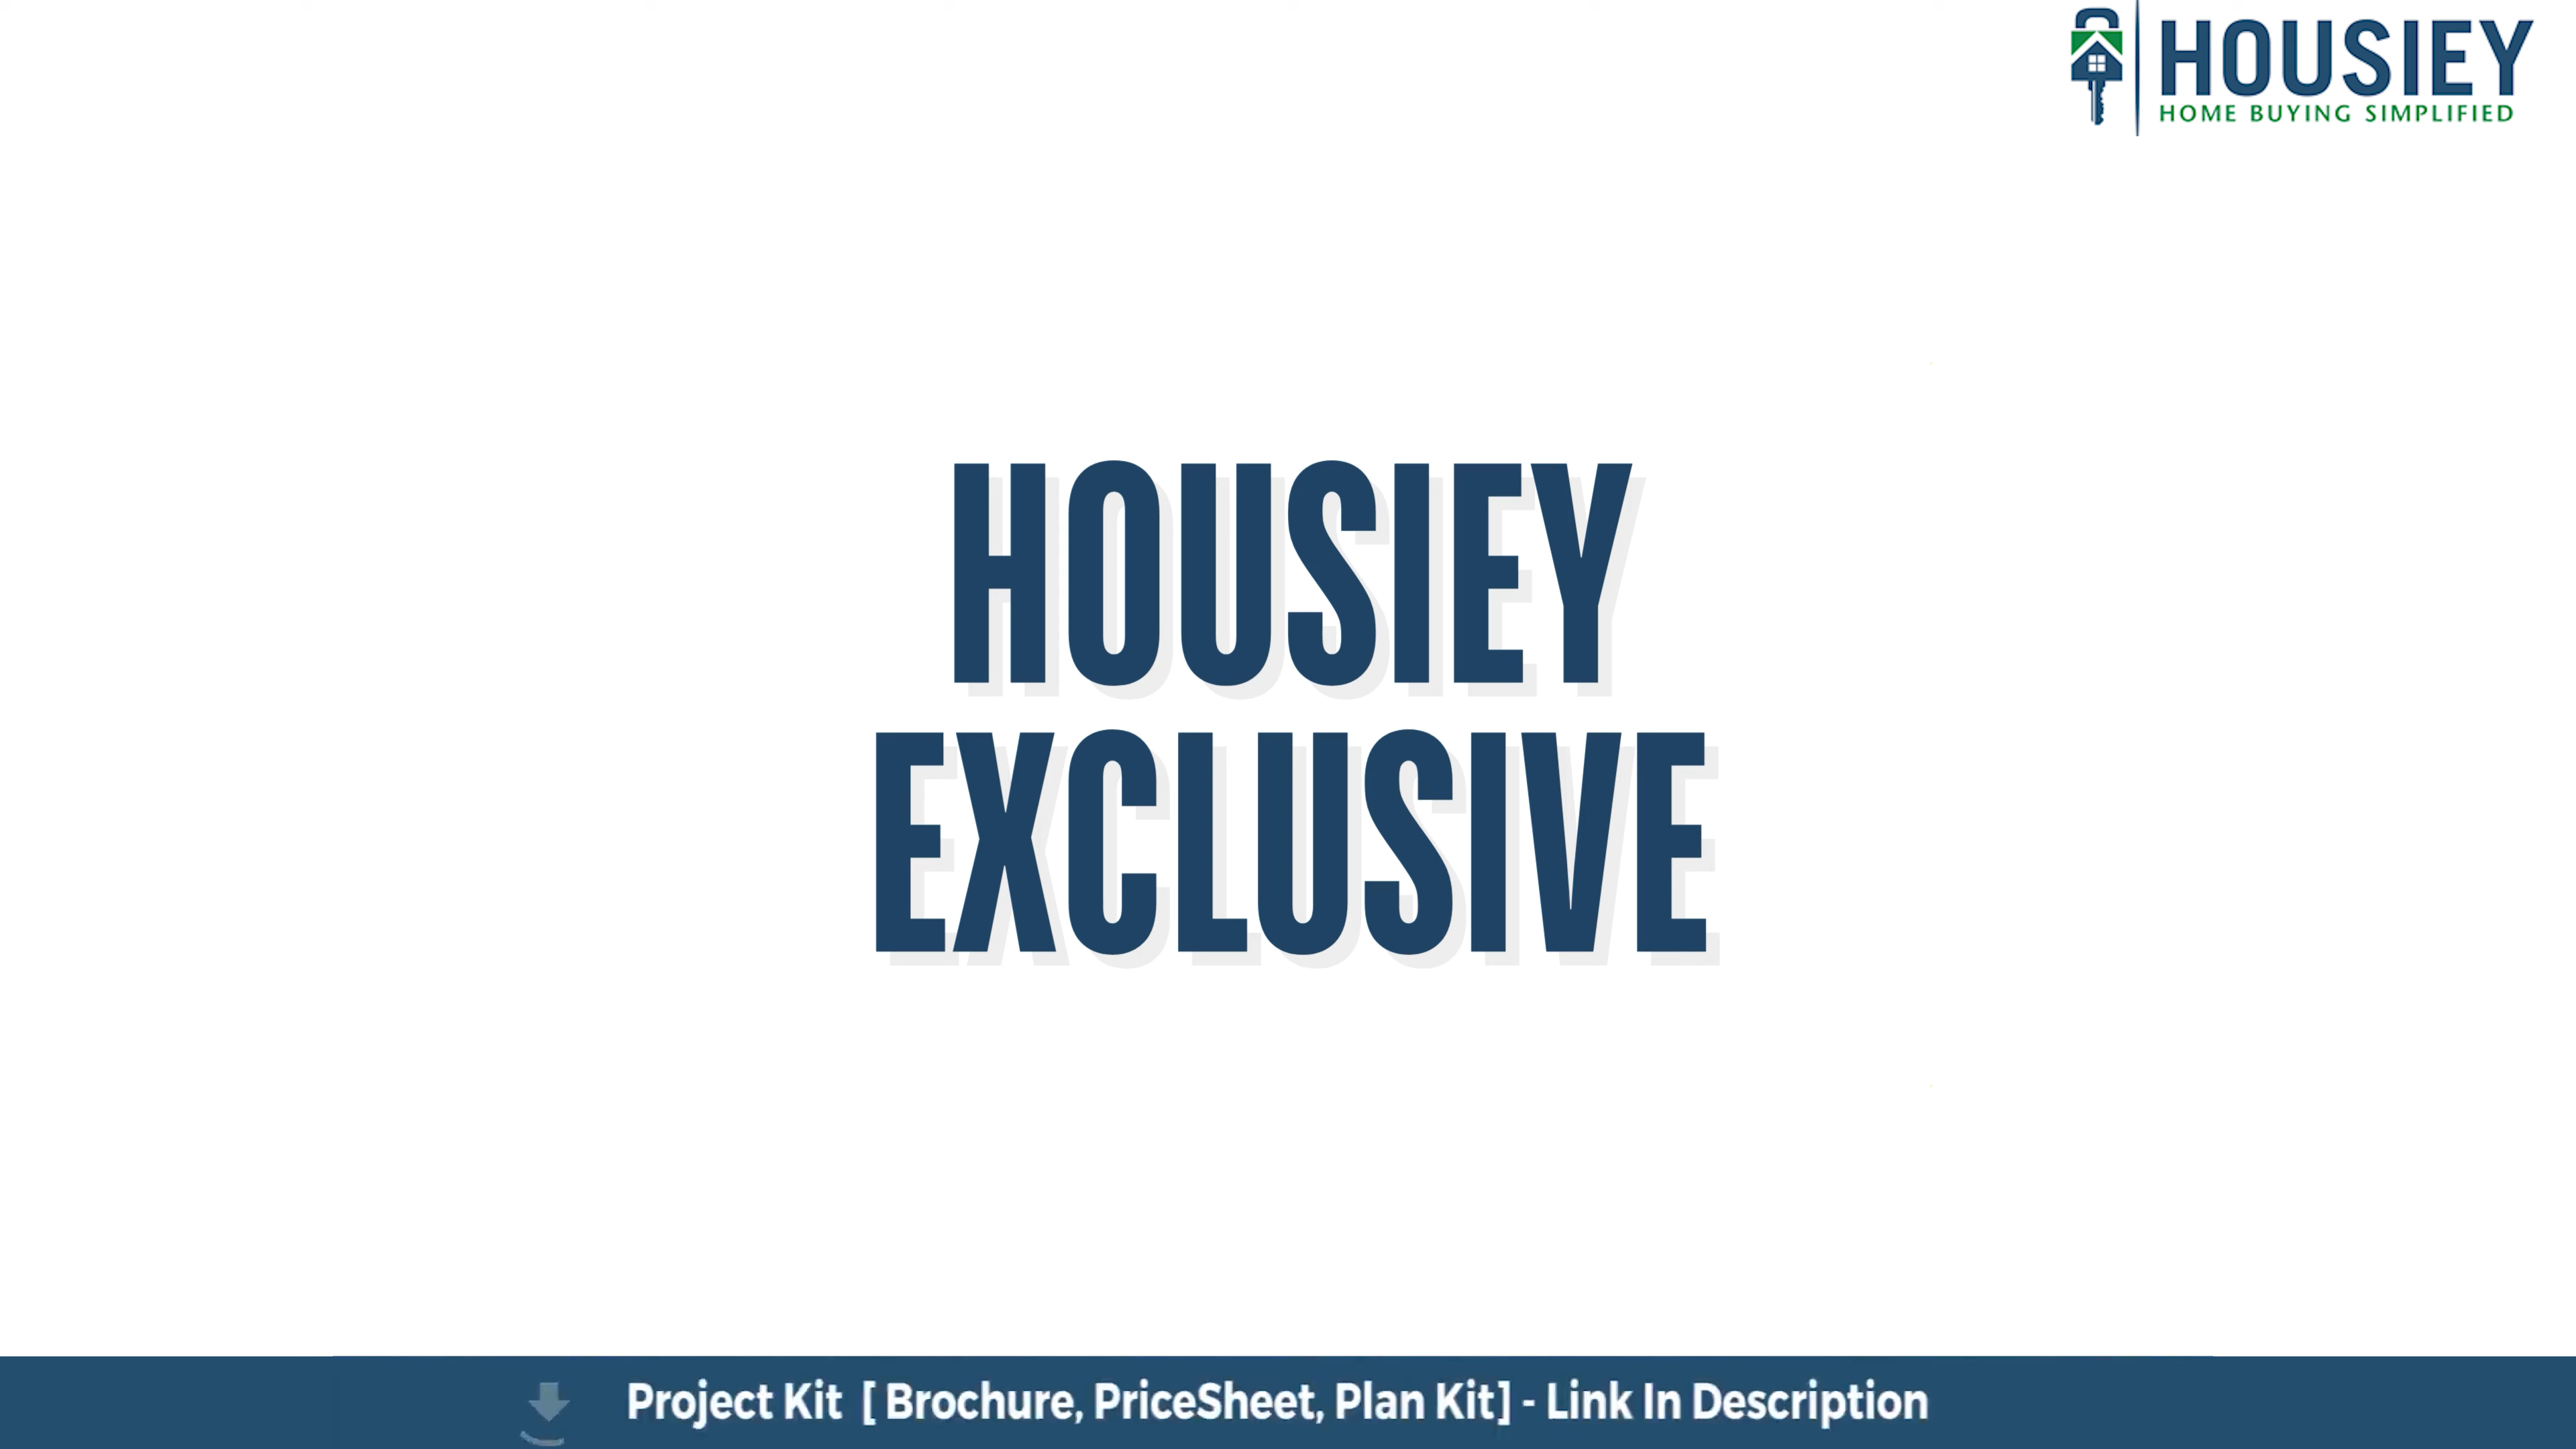 HOUSIEY
HOME BUYING SIMPLIFIED
HOUSIEY
EXCLUSIVE
Project Kit [ Brochure, PriceSheet, Plan Kit] - Link In Description